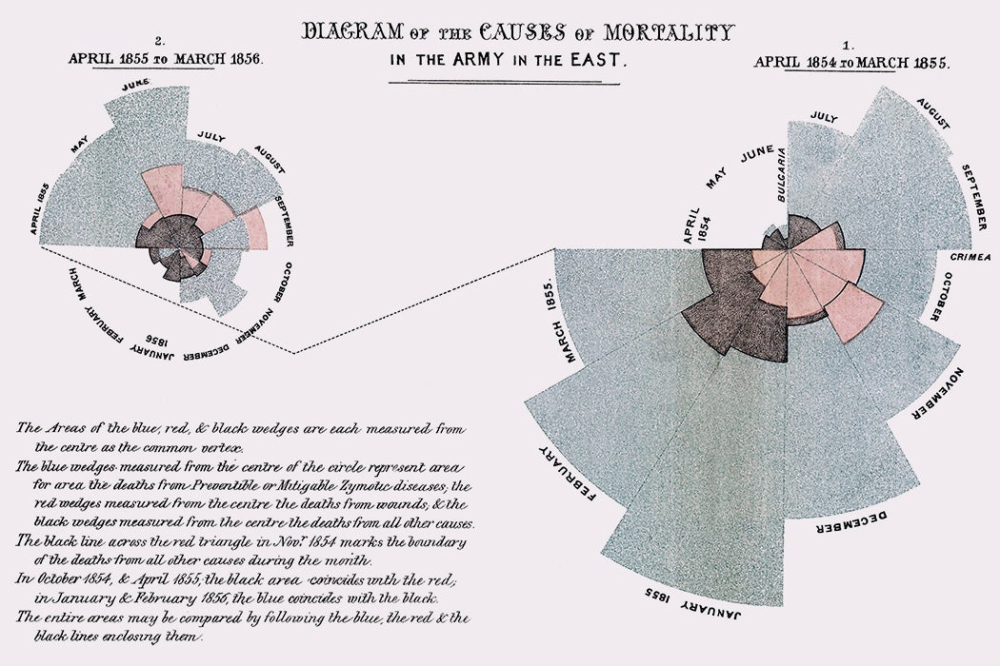 DIAGRAM OF THE CAUSES OF MORTALITY
IN THE ARMY IN THE EAST.
2.
APRIL 1855 TO MARCH 1856.
1.
APRIL 1854 TO MARCH 1855.
APRIL 1855
MAY
JUNE
JULY
AUGUST
SEPTEMBER
OCTOBER
NOVEMBER
DECEMBER
JANUARY 1856
FEBRUARY
MARCH
APRIL 1854
MAY
JUNE
BULGARIA
JULY
AUGUST
SEPTEMBER
CRIMEA
OCTOBER
NOVEMBER
DECEMBER
JANUARY 1855
FEBRUARY
MARCH 1855.
The Areas of the blue, red, & black wedges are each measured from
the centre as the common vertex.
The blue wedges measured from the centre of the circle represent area
for area the deaths from Preventible or Mitigable Zymotic diseases; the
red wedges measured from the centre the deaths from wounds; & the
black wedges measured from the centre the deaths from all other causes.
The black line across the red triangle in Novr. 1854 marks the boundary
of the deaths from all other causes during the month.
In October 1854, & April 1855; the black area coincides with the red;
in January & February 1856, the blue coincides with the black.
The entire areas may be compared by following the blue, the red & the
black lines enclosing them.